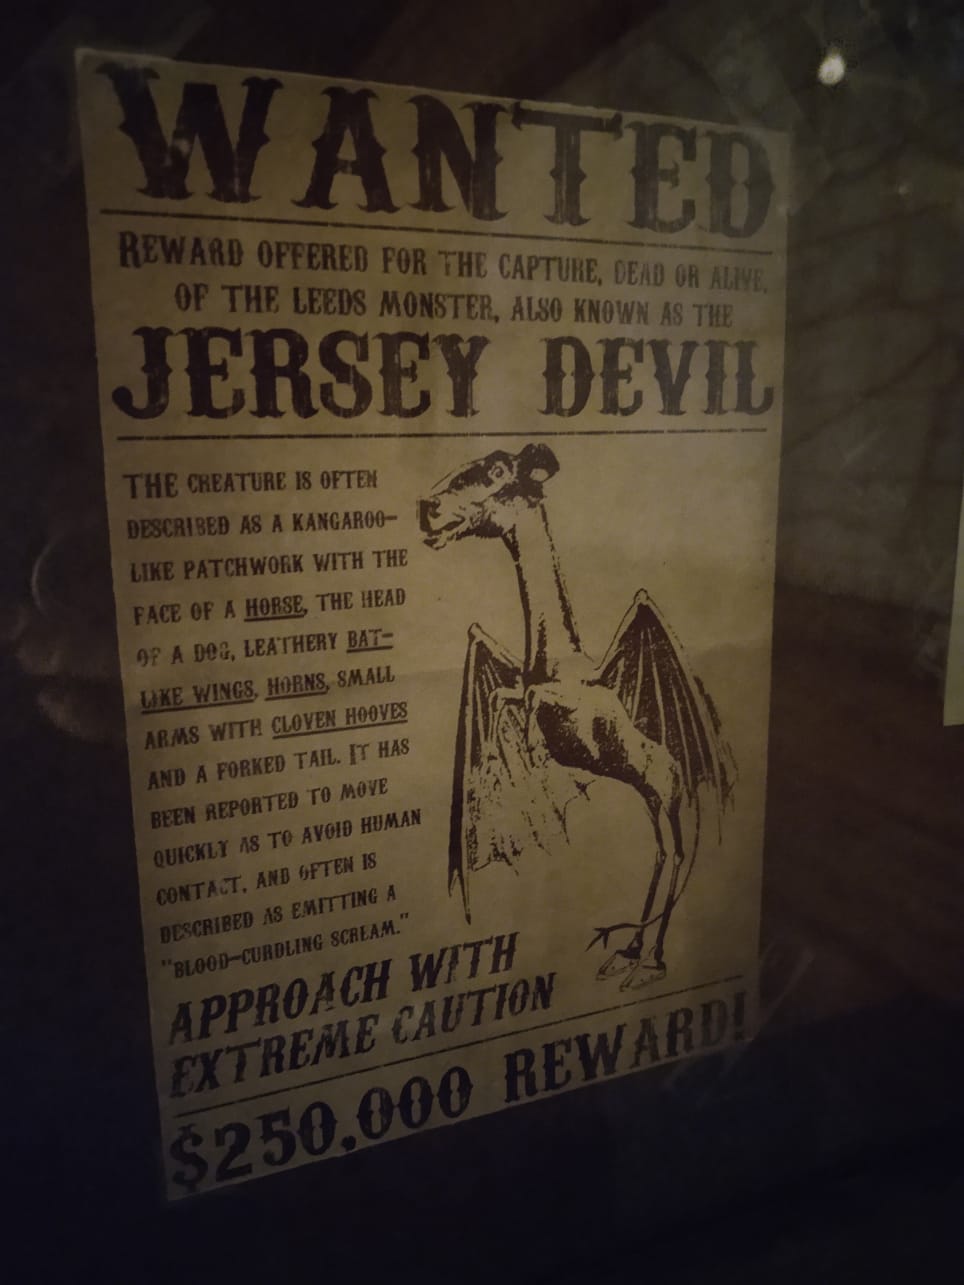 WANTED
REWARD OFFERED FOR THE CAPTURE, DEAD OR ALIVE,
OF THE LEEDS MONSTER, ALSO KNOWN AS THE
JERSEY DEVIL
THE CREATURE IS OFTEN
DESCRIBED AS A KANGAROO-
LIKE PATCHWORK WITH THE
FACE OF A HORSE, THE HEAD
OF A DOG, LEATHERY BAT-
LIKE WINGS, HORNS, SMALL
ARMS WITH CLOVEN HOOVES
AND A FORKED TAIL. IT HAS
BEEN REPORTED TO MOVE
QUICKLY AS TO AVOID HUMAN
CONTACT, AND OFTEN IS
DESCRIBED AS EMITTING A
"BLOOD-CURDLING SCREAM."
APPROACH WITH
EXTREME CAUTION
$250,000 REWARD!